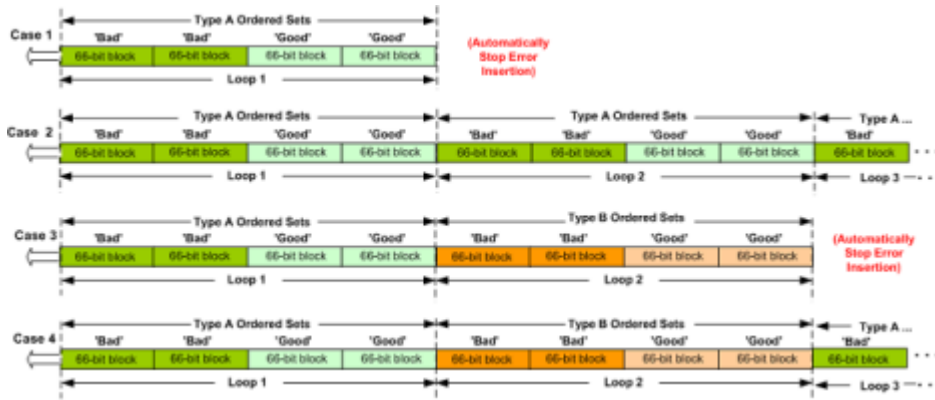 Type A Ordered Sets
Case 1 'Bad' 'Bad' 'Good' 'Good'
66-bit block 66-bit block 66-bit block 66-bit block
Loop 1
(Automatically
Stop Error
Insertion)
Type A Ordered Sets Type A Ordered Sets Type A ...
Case 2 'Bad' 'Bad' 'Good' 'Good' 'Bad' 'Bad' 'Good' 'Good' 'Bad'
66-bit block 66-bit block 66-bit block 66-bit block 66-bit block 66-bit block 66-bit block 66-bit block 66-bit block
Loop 1 Loop 2 Loop 3
Type A Ordered Sets Type B Ordered Sets
Case 3 'Bad' 'Bad' 'Good' 'Good' 'Bad' 'Bad' 'Good' 'Good'
66-bit block 66-bit block 66-bit block 66-bit block 66-bit block 66-bit block 66-bit block 66-bit block
Loop 1 Loop 2
(Automatically
Stop Error
Insertion)
Type A Ordered Sets Type B Ordered Sets Type A ...
Case 4 'Bad' 'Bad' 'Good' 'Good' 'Bad' 'Bad' 'Good' 'Good' 'Bad'
66-bit block 66-bit block 66-bit block 66-bit block 66-bit block 66-bit block 66-bit block 66-bit block 66-bit block
Loop 1 Loop 2 Loop 3